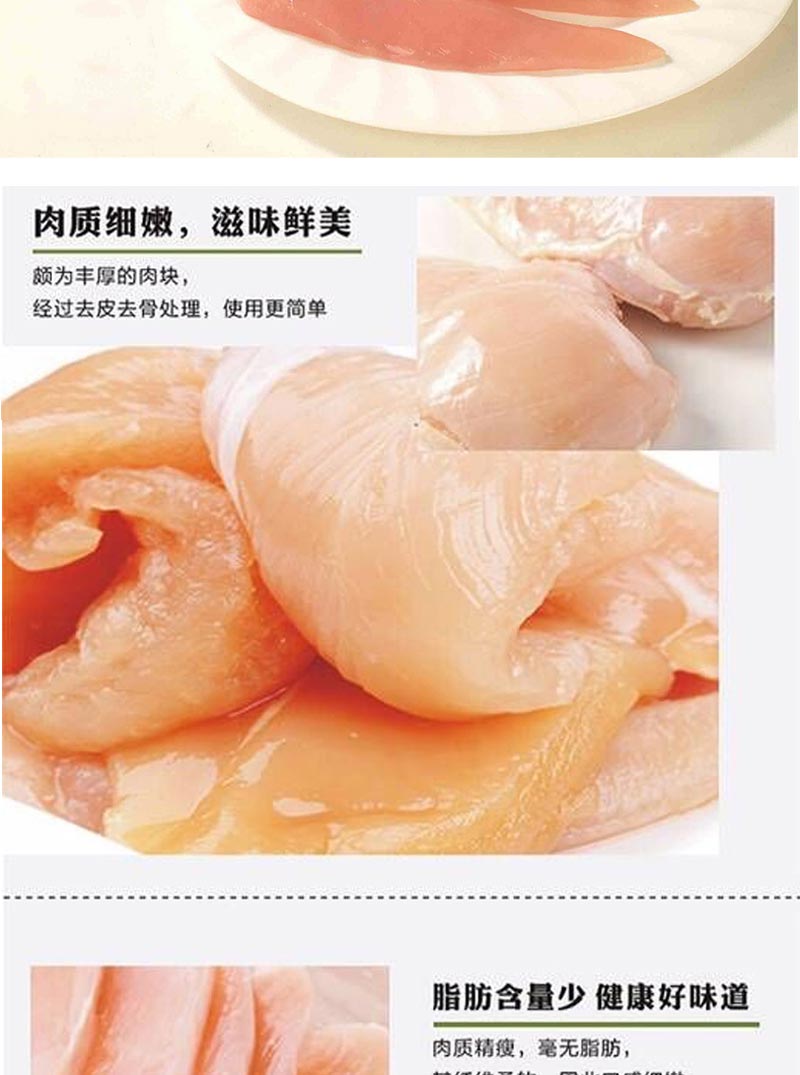 肉质细嫩，滋味鲜美
颇为丰厚的肉块，
经过去皮去骨处理，使用更简单
脂肪含量少 健康好味道
肉质精瘦，毫无脂肪，